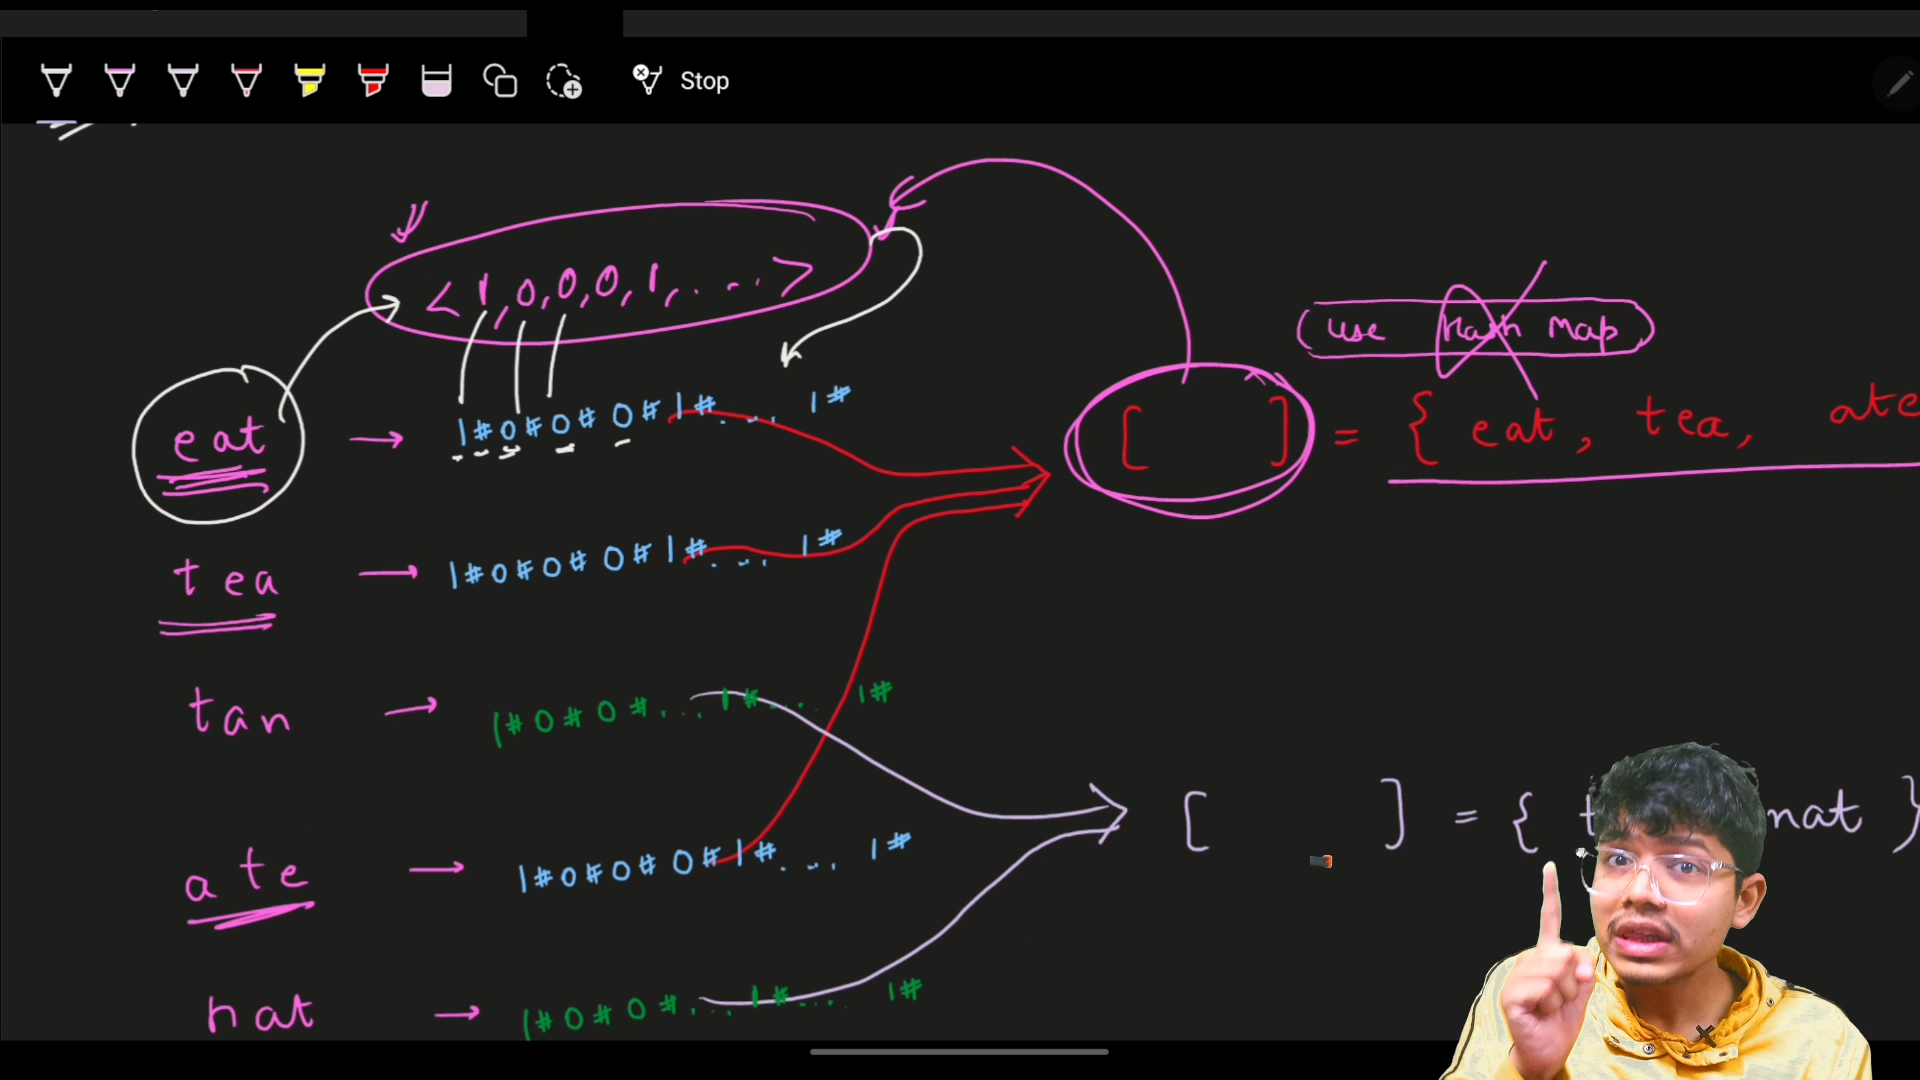 Stop
<1,0,0,0,1,...>
use Hash Map
eat → 1#0#0#0#1#... 1#
[ ] = { eat, tea, ate
tea → 1#0#0#0#1#... 1#
tan → 1#0#0#...1#... 1#
[ ] = { nat }
ate → 1#0#0#0#1#... 1#
nat → 1#0#0#...1#... 1#